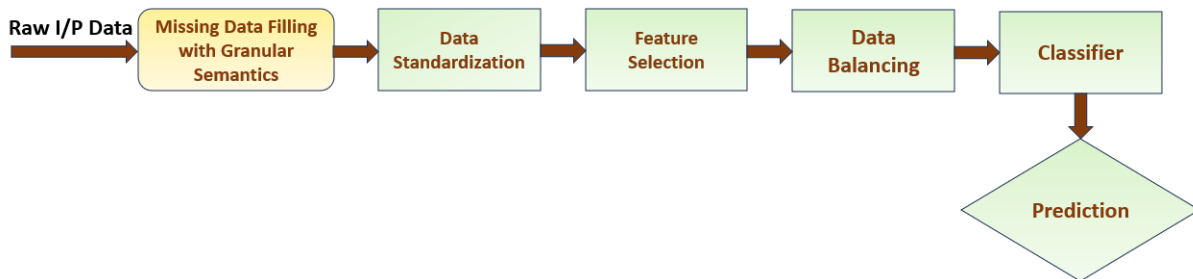 Raw I/P Data
Missing Data Filling
with Granular
Semantics
Data
Standardization
Feature
Selection
Data
Balancing
Classifier
Prediction